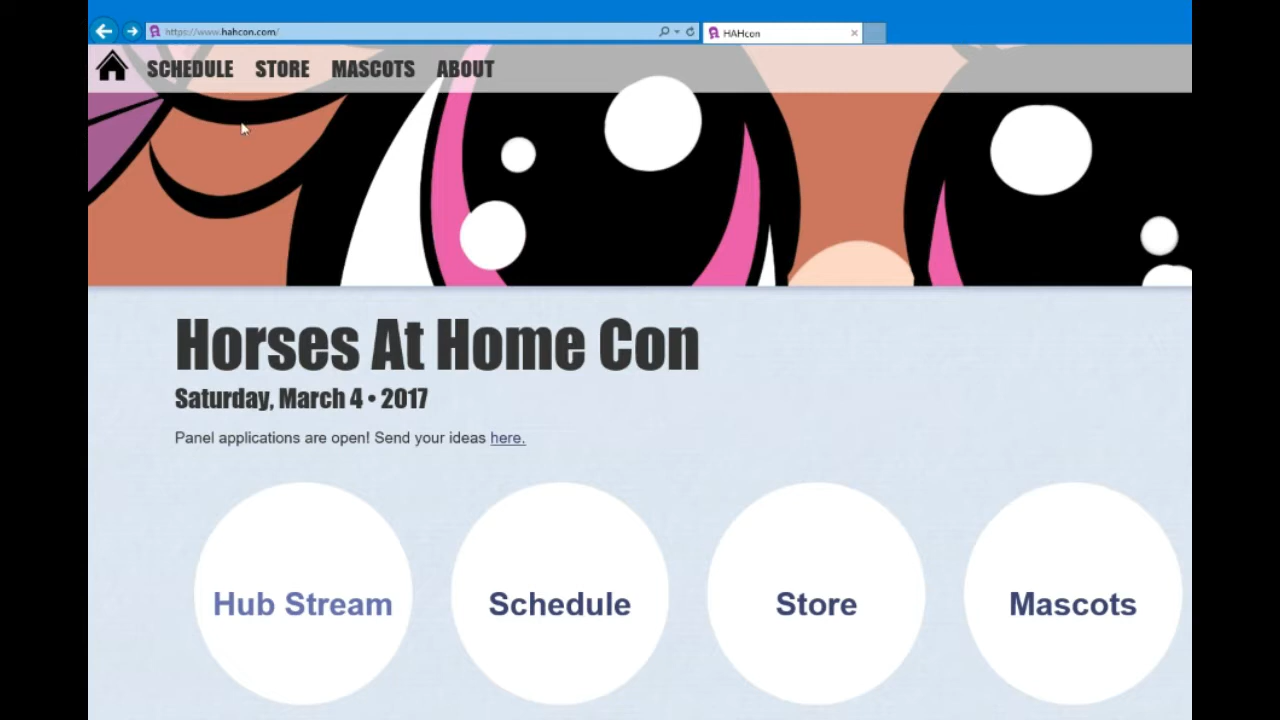 https://www.hahcon.com/
HAHcon
SCHEDULE STORE MASCOTS ABOUT
Horses At Home Con
Saturday, March 4 • 2017
Panel applications are open! Send your ideas here.
Hub Stream Schedule Store Mascots